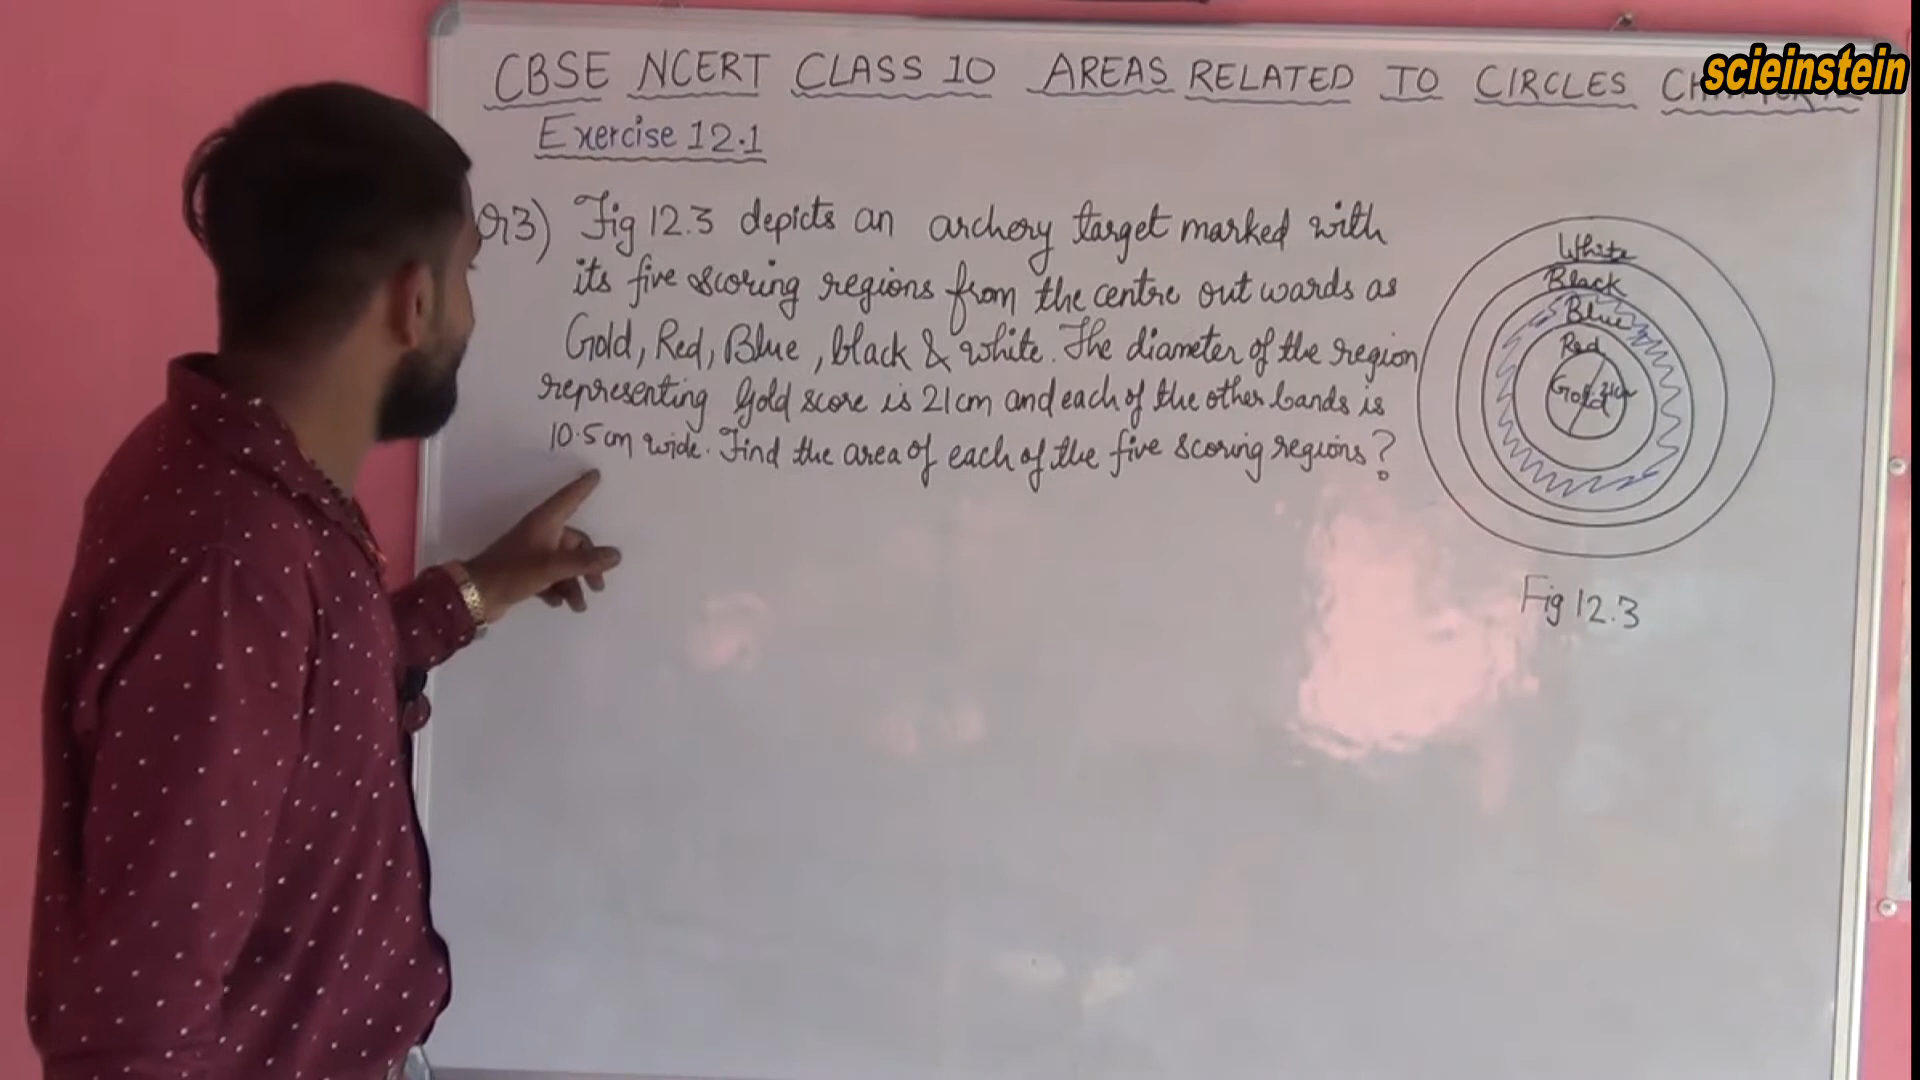 scieinstein
CBSE NCERT CLASS 10 AREAS RELATED TO CIRCLES
Exercise 12.1
Q3) Fig 12.3 depicts an archery target marked with
its five scoring regions from the centre out wards as
Gold, Red, Blue, black & white. The diameter of the region
representing Gold score is 21cm and each of the other bands is
10.5cm wide. Find the area of each of the five scoring regions?
White
Black
Blue
Red
Gold 21cm
Fig 12.3